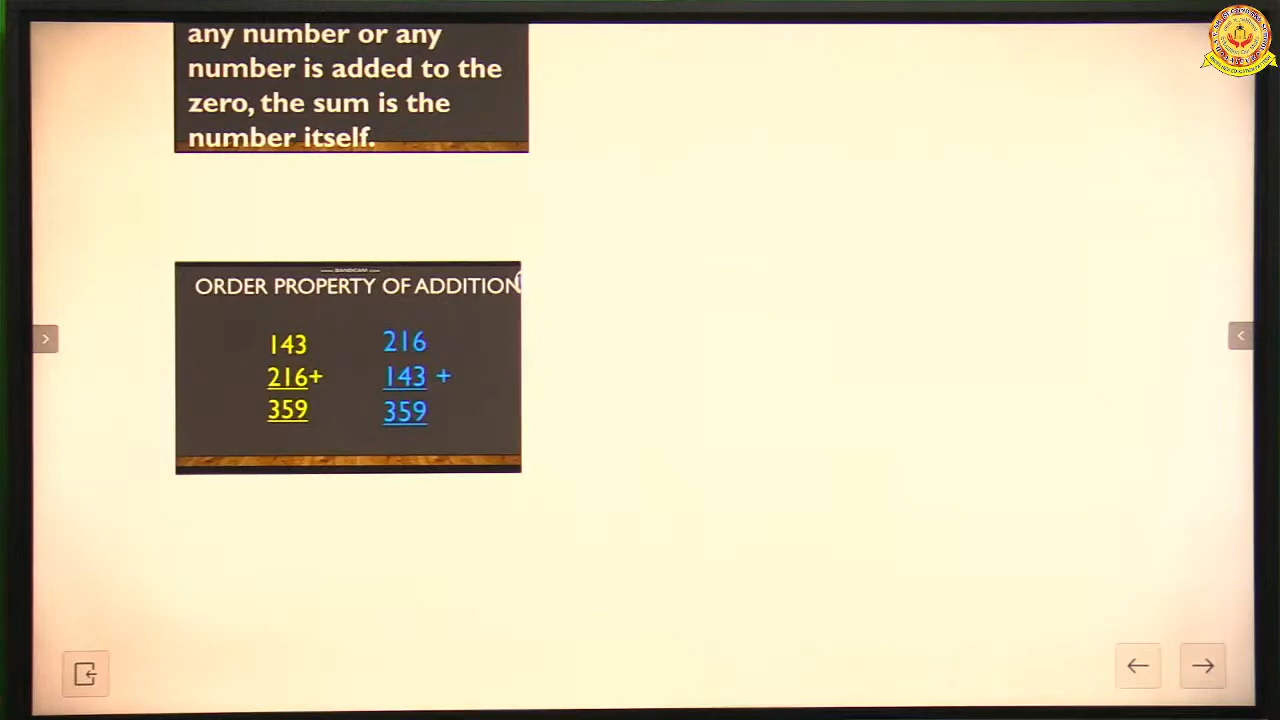 any number or any
number is added to the
zero, the sum is the
number itself.
ORDER PROPERTY OF ADDITION
143
216+
359
216
143 +
359